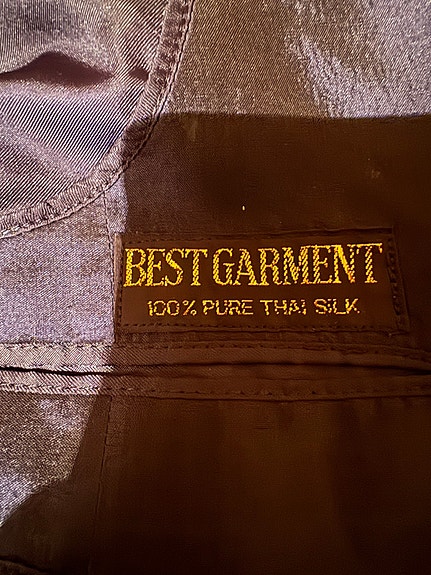 BEST GARMENT
100% PURE THAI SiLK